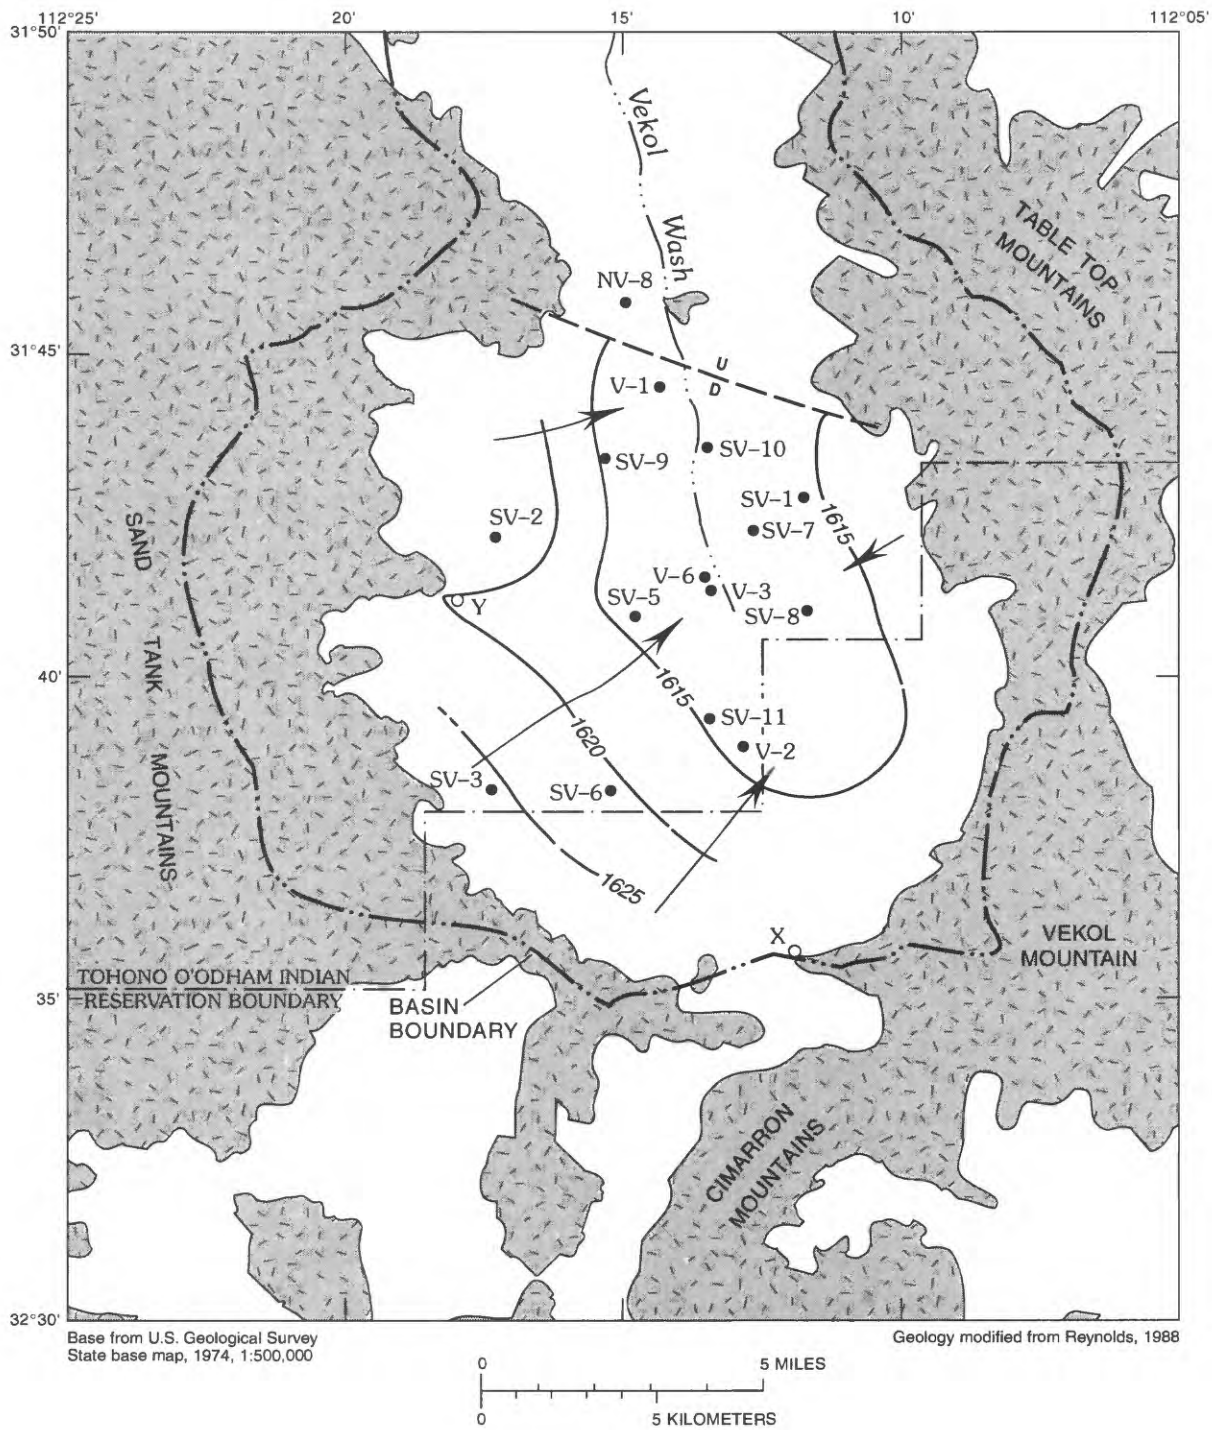 112°25'
20'
15'
10'
112°05'
31°50'
Vekol
Wash
TABLE TOP
MOUNTAINS
NV-8
31°45'
U
D
V-1
SV-10
SV-9
SV-1
SV-2
SV-7
1615
SAND
TANK
MOUNTAINS
V-6
V-3
Y
SV-5
SV-8
40'
1615
SV-11
1620
V-2
SV-3
SV-6
1625
X
VEKOL
MOUNTAIN
TOHONO O'ODHAM INDIAN
RESERVATION BOUNDARY
35'
BASIN
BOUNDARY
CIMARRON
MOUNTAINS
32°30'
Base from U.S. Geological Survey
State base map, 1974, 1:500,000
Geology modified from Reynolds, 1988
0
5 MILES
0
5 KILOMETERS